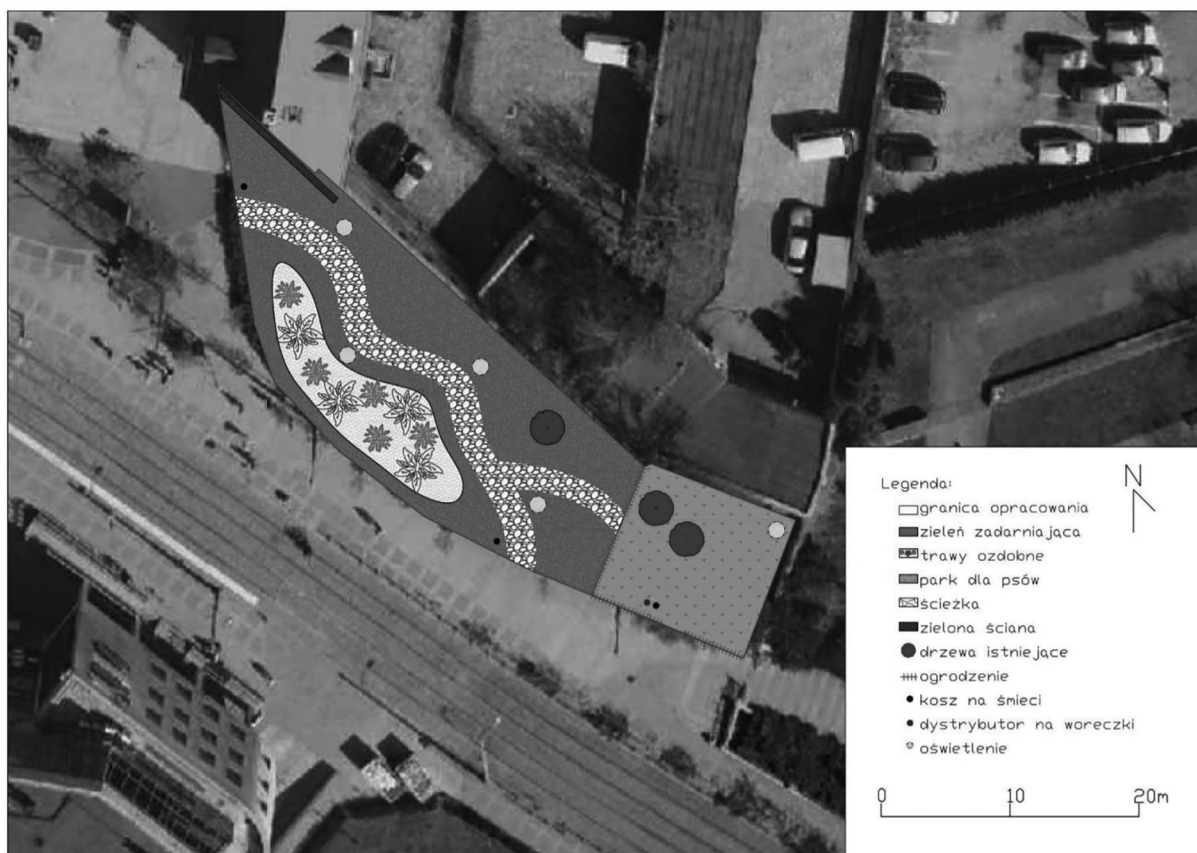 Legenda:
N
granica opracowania
zieleń zadarniająca
trawy ozdobne
park dla psów
ścieżka
zielona ściana
drzewa istniejące
ogrodzenie
kosz na śmieci
dystrybutor na woreczki
oświetlenie
0 10 20m